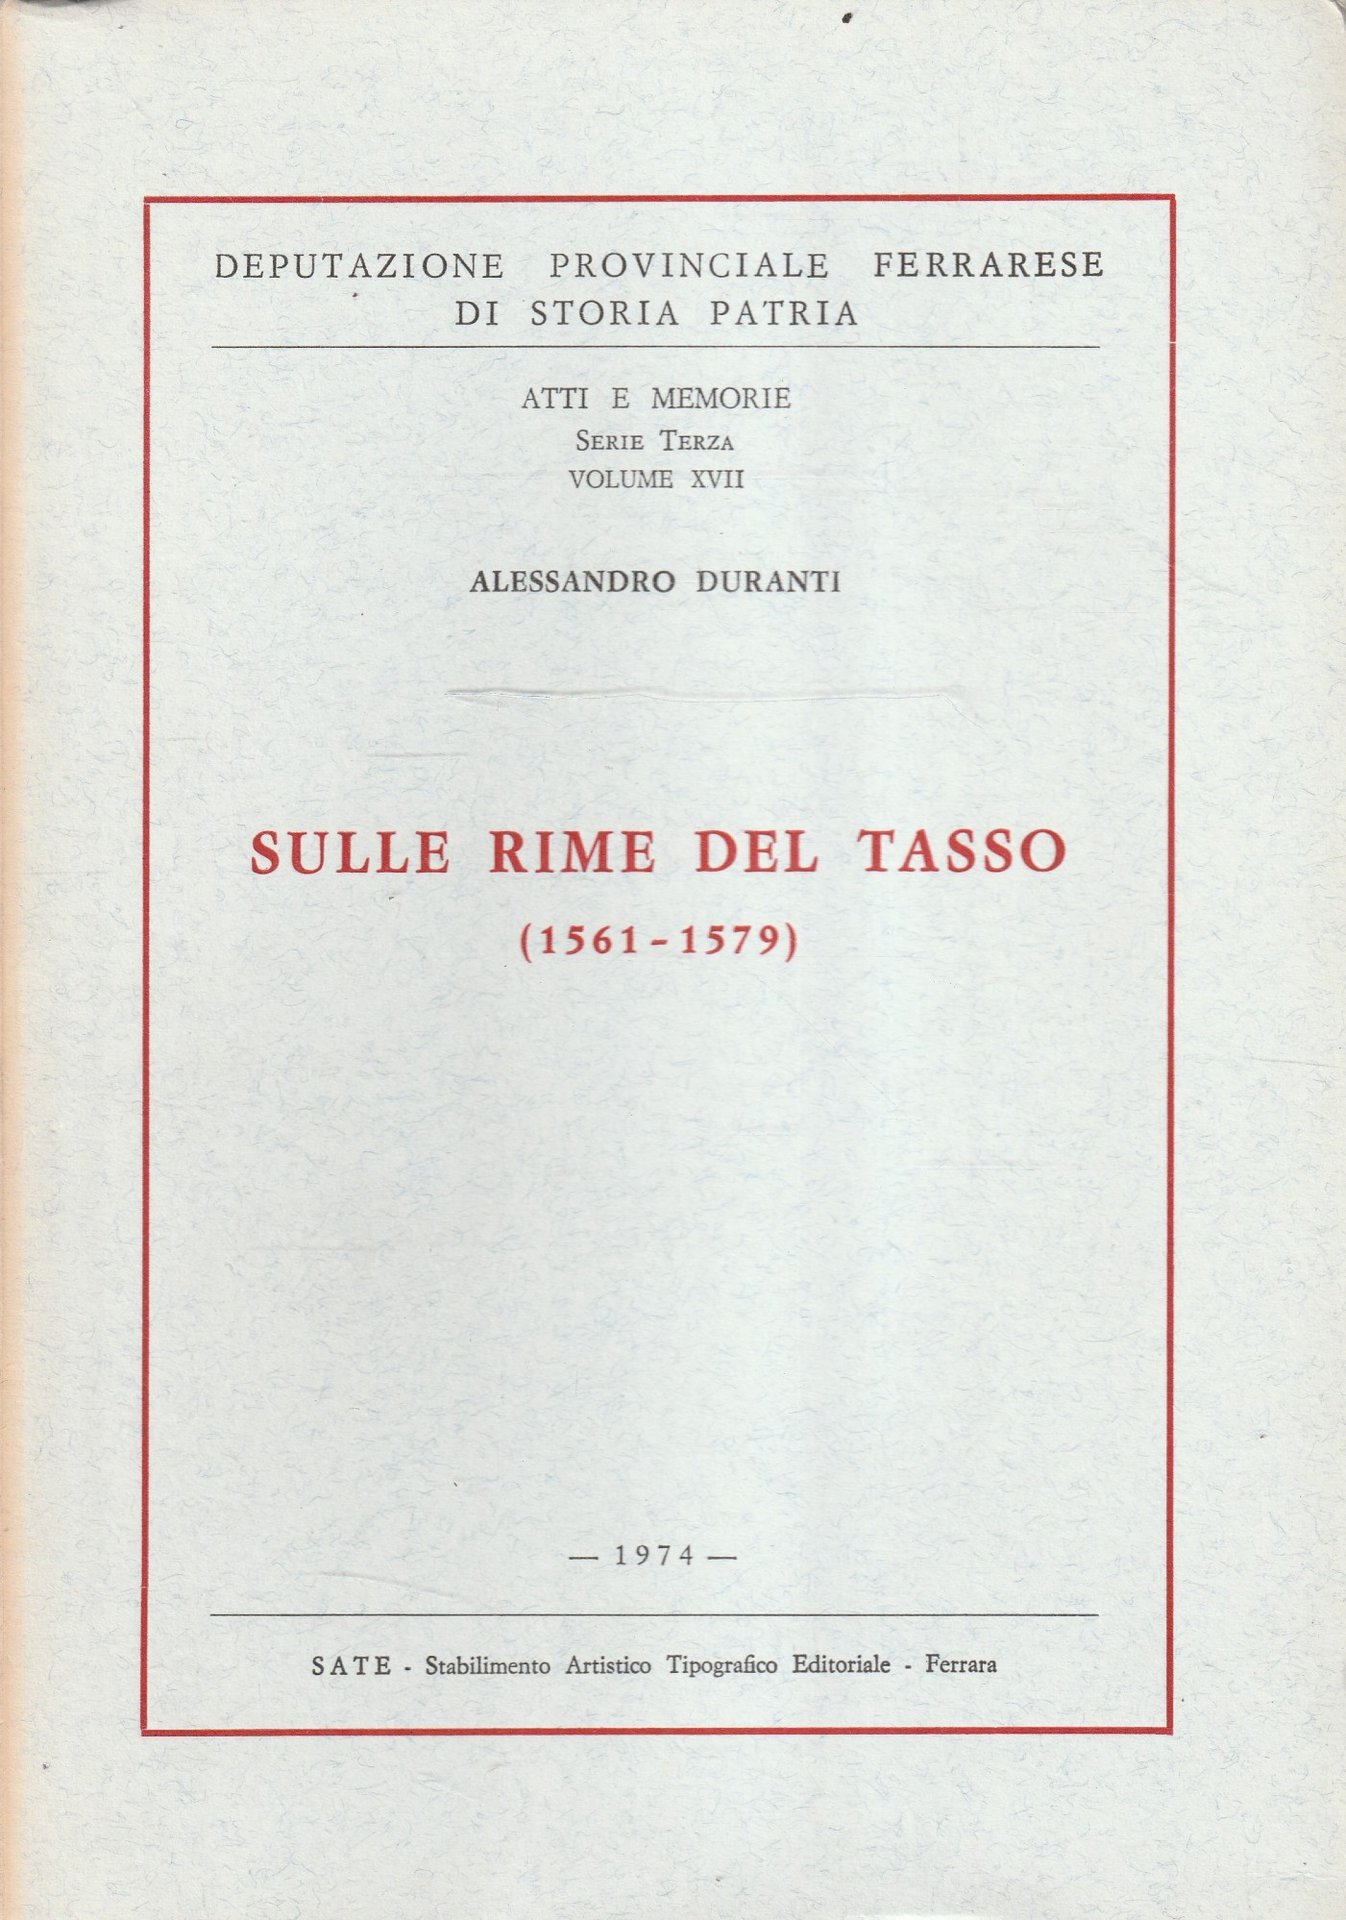 DEPUTAZIONE PROVINCIALE FERRARESE
DI STORIA PATRIA
ATTI E MEMORIE
SERIE TERZA
VOLUME XVII
ALESSANDRO DURANTI
SULLE RIME DEL TASSO
(1561-1579)
— 1974 —
SATE - Stabilimento Artistico Tipografico Editoriale - Ferrara